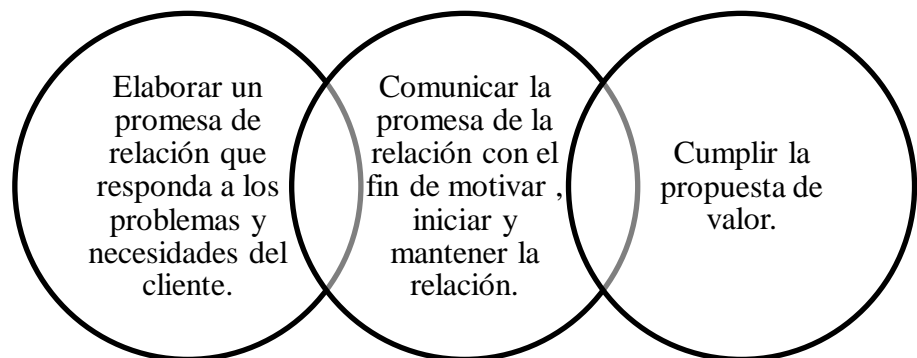 Elaborar un
promesa de
relación que
responda a los
problemas y
necesidades del
cliente.
Comunicar la
promesa de la
relación con el
fin de motivar ,
iniciar y
mantener la
relación.
Cumplir la
propuesta de
valor.